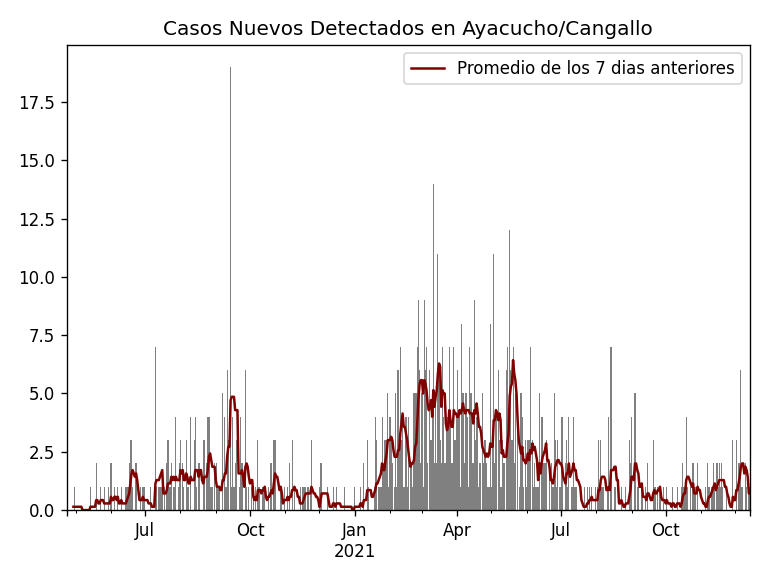 Casos Nuevos Detectados en Ayacucho/Cangallo
Promedio de los 7 dias anteriores
17.5
15.0
12.5
10.0
7.5
5.0
2.5
0.0
Jul
Oct
Jan
2021
Apr
Jul
Oct